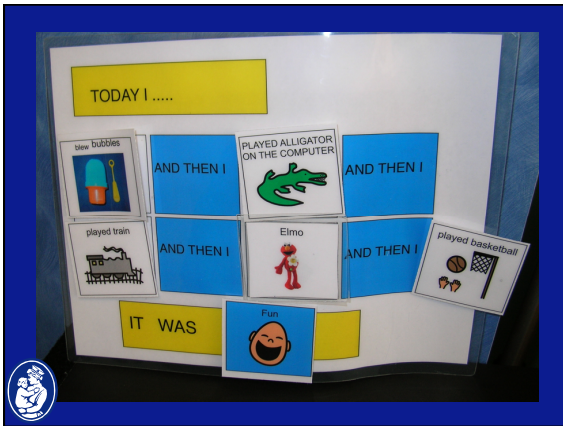 TODAY I .....
blew bubbles
AND THEN I
PLAYED ALLIGATOR
ON THE COMPUTER
AND THEN I
played train
AND THEN I
Elmo
AND THEN I
played basketball
IT WAS
Fun